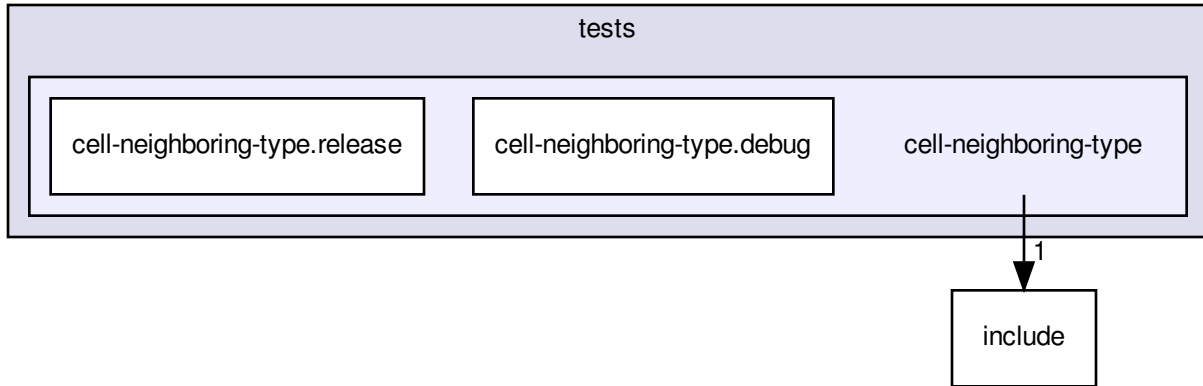 tests
cell-neighboring-type.release
cell-neighboring-type.debug
cell-neighboring-type
1
include